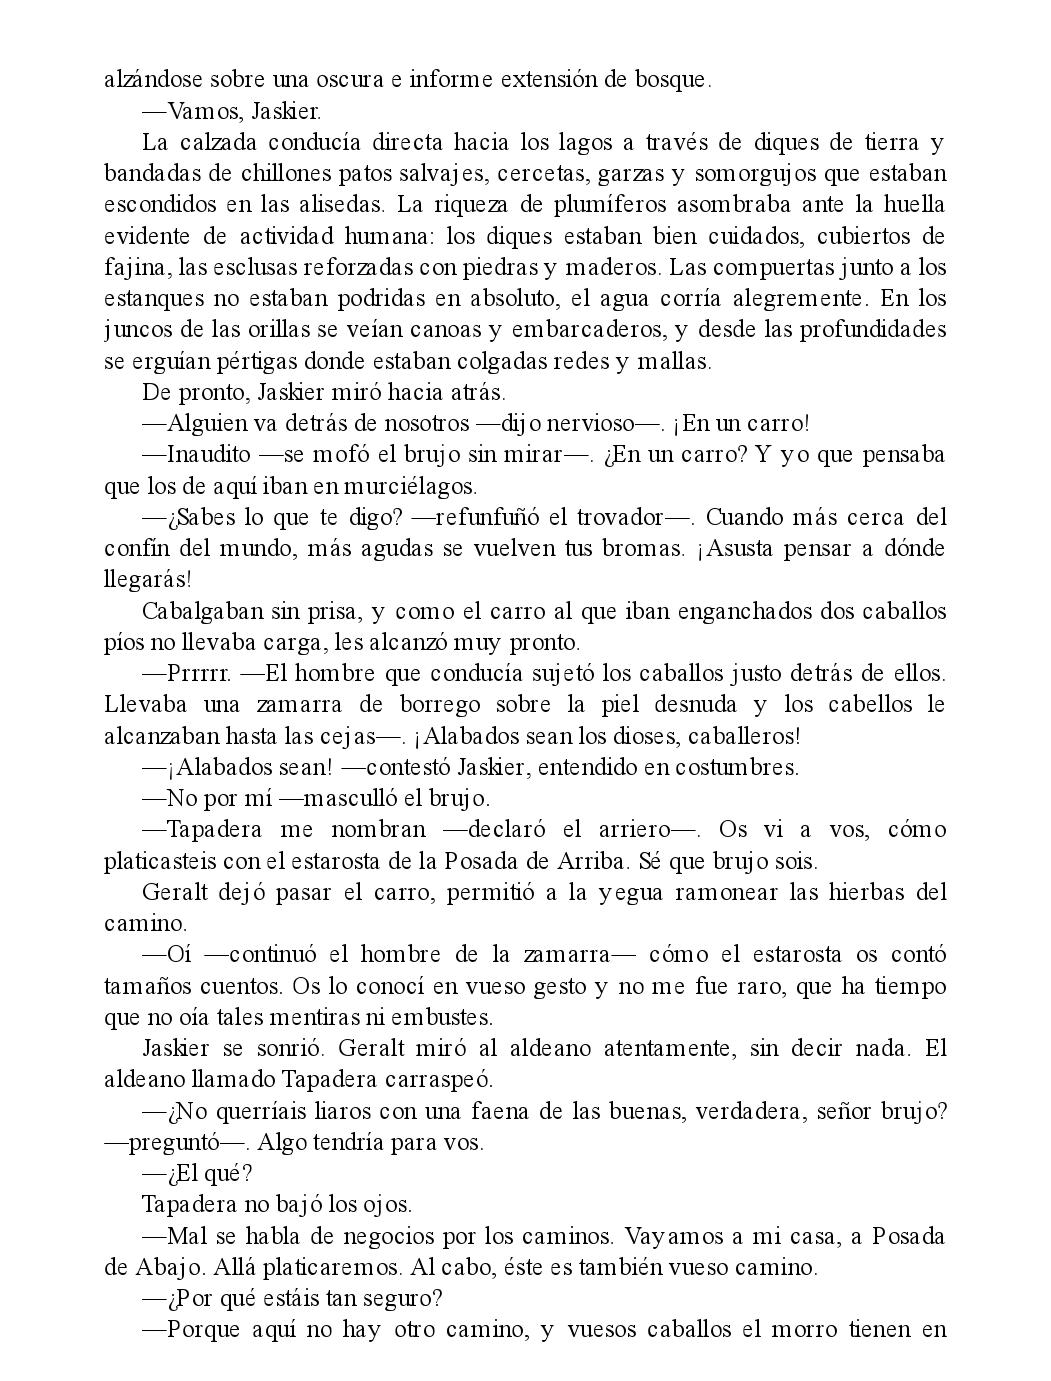 alzándose sobre una oscura e informe extensión de bosque.
—Vamos, Jaskier.
La calzada conducía directa hacia los lagos a través de diques de tierra y
bandadas de chillones patos salvajes, cercetas, garzas y somorgujos que estaban
escondidos en las alisedas. La riqueza de plumíferos asombraba ante la huella
evidente de actividad humana: los diques estaban bien cuidados, cubiertos de
fajina, las esclusas reforzadas con piedras y maderos. Las compuertas junto a los
estanques no estaban podridas en absoluto, el agua corría alegremente. En los
juncos de las orillas se veían canoas y embarcaderos, y desde las profundidades
se erguían pértigas donde estaban colgadas redes y mallas.
De pronto, Jaskier miró hacia atrás.
—Alguien va detrás de nosotros —dijo nervioso—. ¡En un carro!
—Inaudito —se mofó el brujo sin mirar—. ¿En un carro? Y yo que pensaba
que los de aquí iban en murciélagos.
—¿Sabes lo que te digo? —refunfuñó el trovador—. Cuando más cerca del
confín del mundo, más agudas se vuelven tus bromas. ¡Asusta pensar a dónde
llegarás!
Cabalgaban sin prisa, y como el carro al que iban enganchados dos caballos
píos no llevaba carga, les alcanzó muy pronto.
—Prrrrr. —El hombre que conducía sujetó los caballos justo detrás de ellos.
Llevaba una zamarra de borrego sobre la piel desnuda y los cabellos le
alcanzaban hasta las cejas—. ¡Alabados sean los dioses, caballeros!
—¡Alabados sean! —contestó Jaskier, entendido en costumbres.
—No por mí —masculló el brujo.
—Tapadera me nombran —declaró el arriero—. Os vi a vos, cómo
platicasteis con el estarosta de la Posada de Arriba. Sé que brujo sois.
Geralt dejó pasar el carro, permitió a la yegua ramonear las hierbas del
camino.
—Oí —continuó el hombre de la zamarra— cómo el estarosta os contó
tamaños cuentos. Os lo conocí en vueso gesto y no me fue raro, que ha tiempo
que no oía tales mentiras ni embustes.
Jaskier se sonrió. Geralt miró al aldeano atentamente, sin decir nada. El
aldeano llamado Tapadera carraspeó.
—¿No querríais liaros con una faena de las buenas, verdadera, señor brujo?
—preguntó—. Algo tendría para vos.
—¿El qué?
Tapadera no bajó los ojos.
—Mal se habla de negocios por los caminos. Vayamos a mi casa, a Posada
de Abajo. Allá platicaremos. Al cabo, éste es también vueso camino.
—¿Por qué estáis tan seguro?
—Porque aquí no hay otro camino, y vuesos caballos el morro tienen en